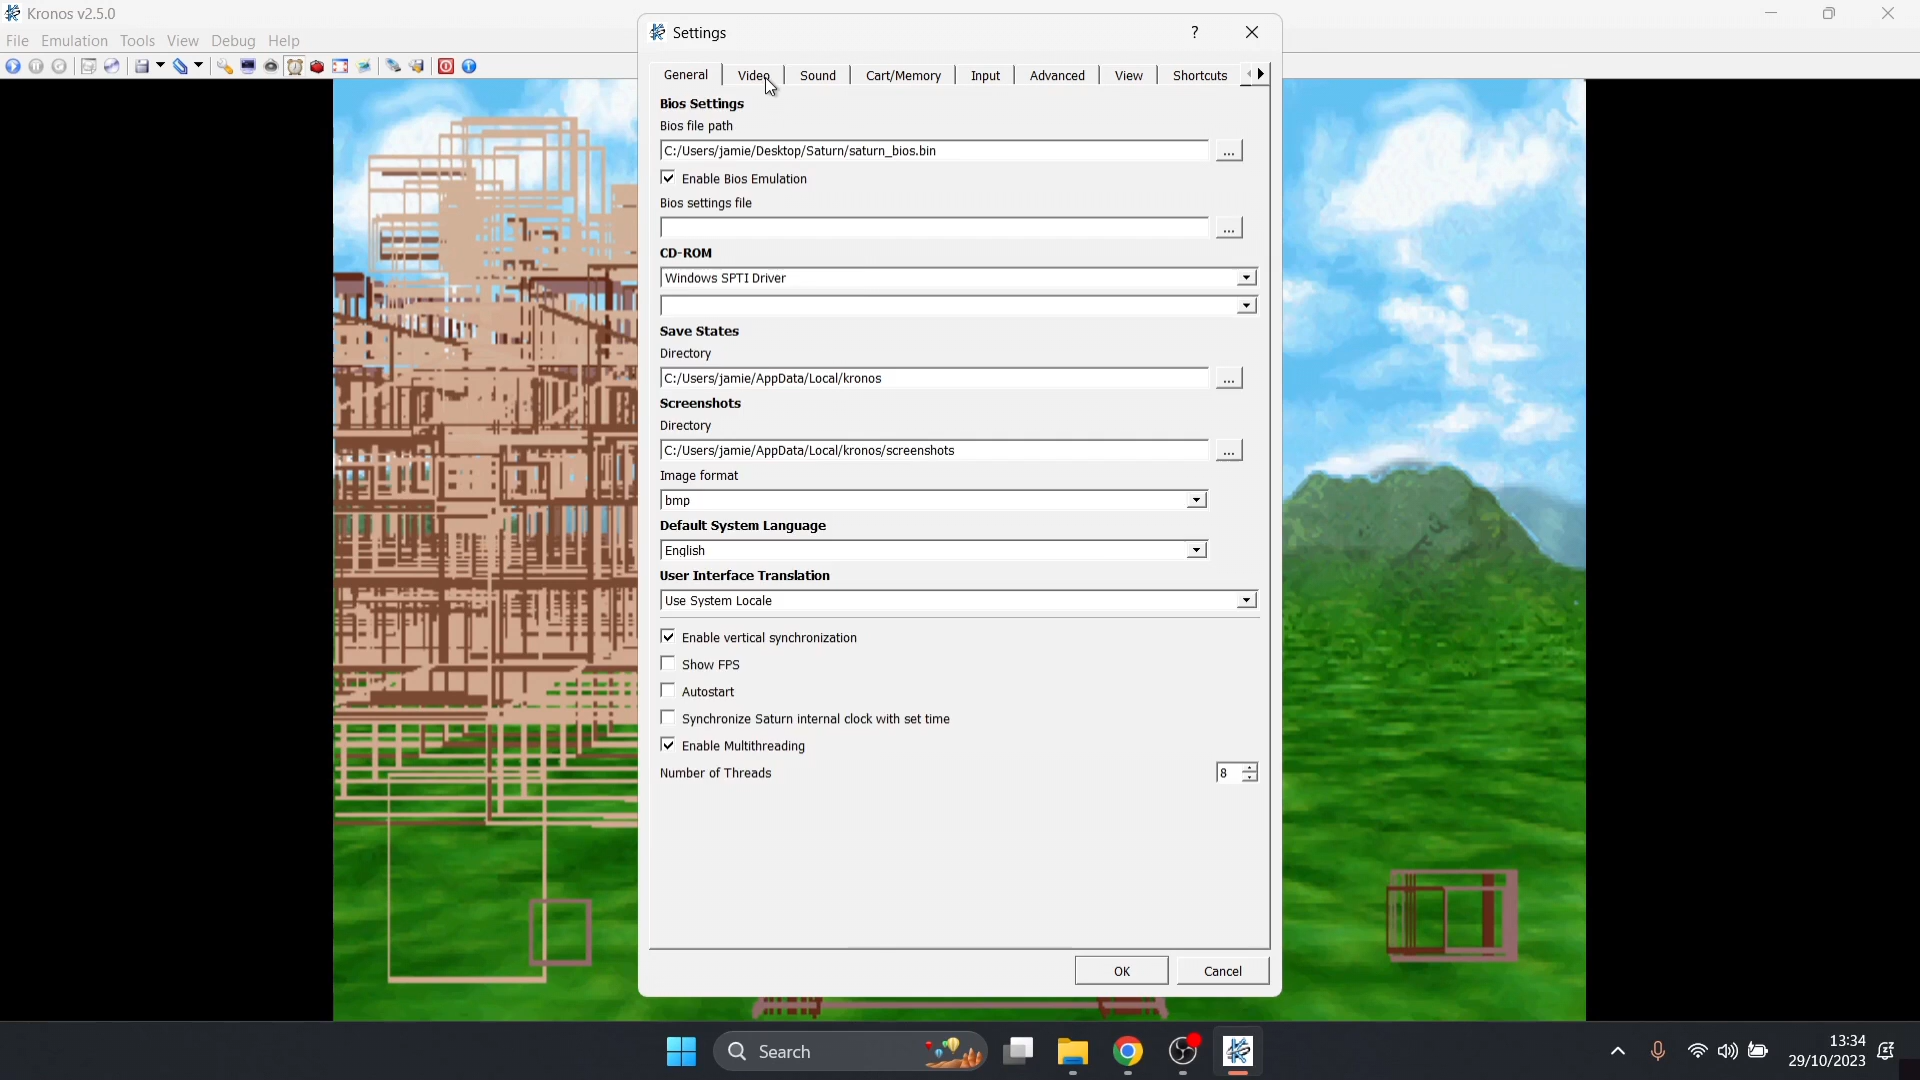 Kronos v2.5.0
File Emulation Tools View Debug Help
Settings
?
General Video Sound Cart/Memory Input Advanced View Shortcuts
Bios Settings
Bios file path
C:/Users/jamie/Desktop/Saturn/saturn_bios.bin
...
Enable Bios Emulation
Bios settings file
...
CD-ROM
Windows SPTI Driver
Save States
Directory
C:/Users/jamie/AppData/Local/kronos
...
Screenshots
Directory
C:/Users/jamie/AppData/Local/kronos/screenshots
...
Image format
bmp
Default System Language
English
User Interface Translation
Use System Locale
Enable vertical synchronization
Show FPS
Autostart
Synchronize Saturn internal clock with set time
Enable Multithreading
Number of Threads 8
OK Cancel
Search
13:34
29/10/2023